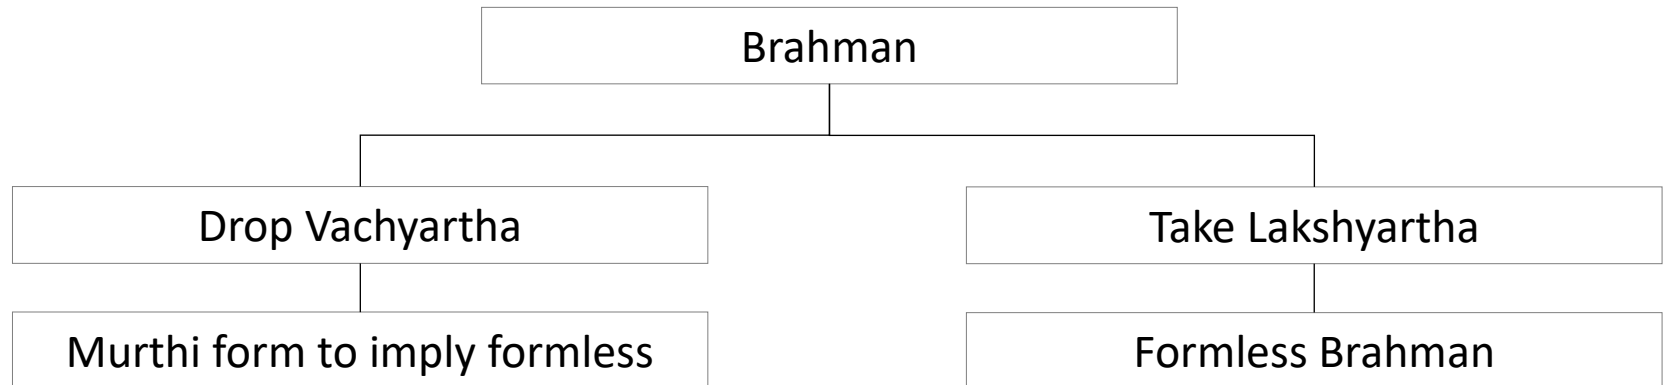 Brahman
Drop Vachyartha
Take Lakshyartha
Murthi form to imply formless
Formless Brahman